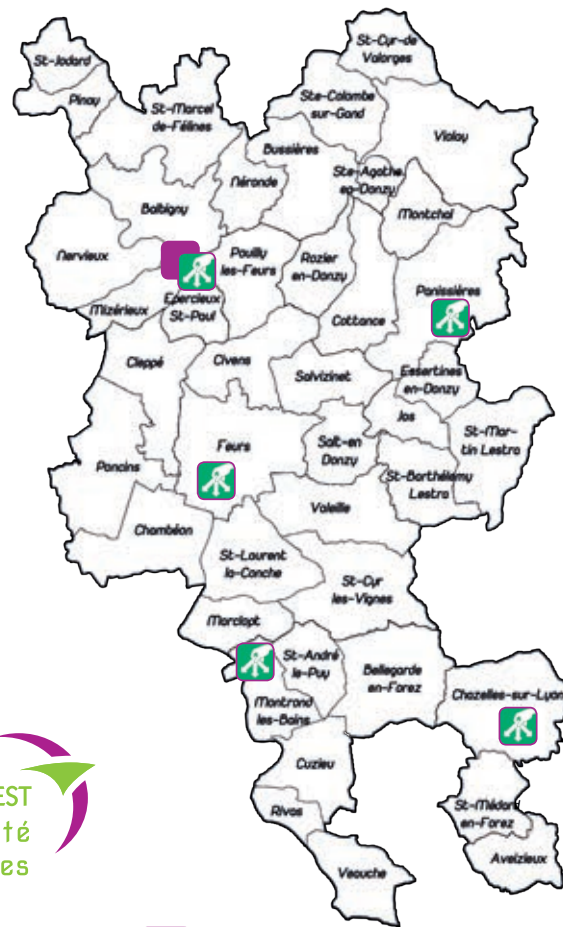 St-Cyr-de
Valorges
St-Jodard
Pinay
St-Marcel
de-Félines
Ste-Colombe
sur-Gand
Violay
Bussières
Néronde
Ste-Agathe
en-Donzy
Balbigny
Montchal
Nervieux
Pouilly
les-Feurs
Rozier
en-Donzy
Panissières
Mizérieux
Epercieux
St-Paul
Cottance
Cleppé
Civens
Salvizinet
Essertines
en-Donzy
Jas
St-Mar-
tin Lestra
Feurs
Salt-en
Donzy
Poncins
St-Barthélemy
Lestra
Valeille
Chambéon
St-Laurent
la-Conche
St-Cyr
les-Vignes
Marclopt
St-André
le-Puy
Bellegarde
en-Forez
Chazelles-sur-Lyon
Montrond
les-Bains
Cuzieu
Rivas
St-Médard
en-Forez
Aveizieux
Veauche
EST
té
es